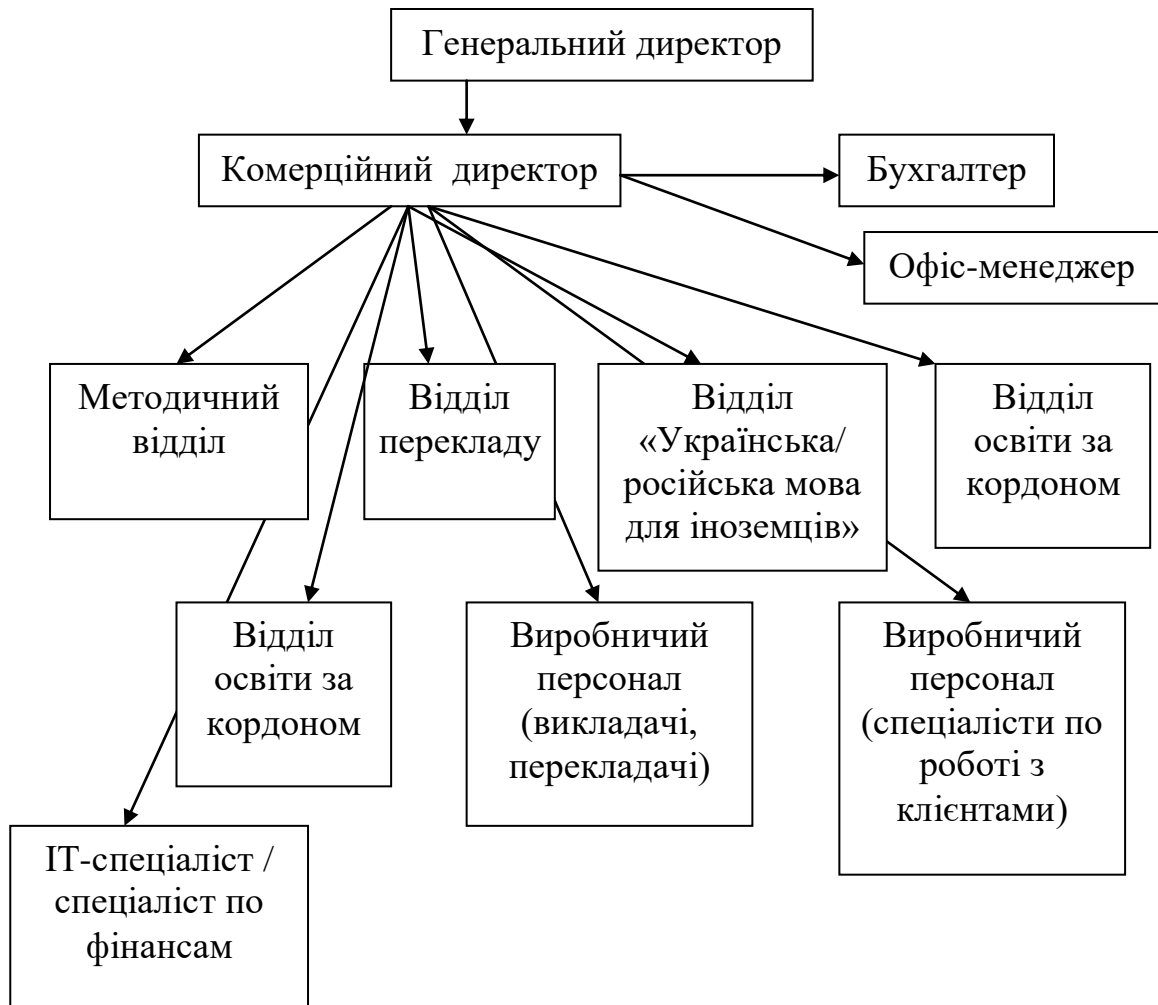 Генеральний директор
Комерційний директор
Бухгалтер
Офіс-менеджер
Методичний
відділ
Відділ
перекладу
Відділ
«Українська/
російська мова
для іноземців»
Відділ
освіти за
кордоном
Відділ
освіти за
кордоном
Виробничий
персонал
(викладачі,
перекладачі)
Виробничий
персонал
(спеціалісти по
роботі з
клієнтами)
ІТ-спеціаліст /
спеціаліст по
фінансам